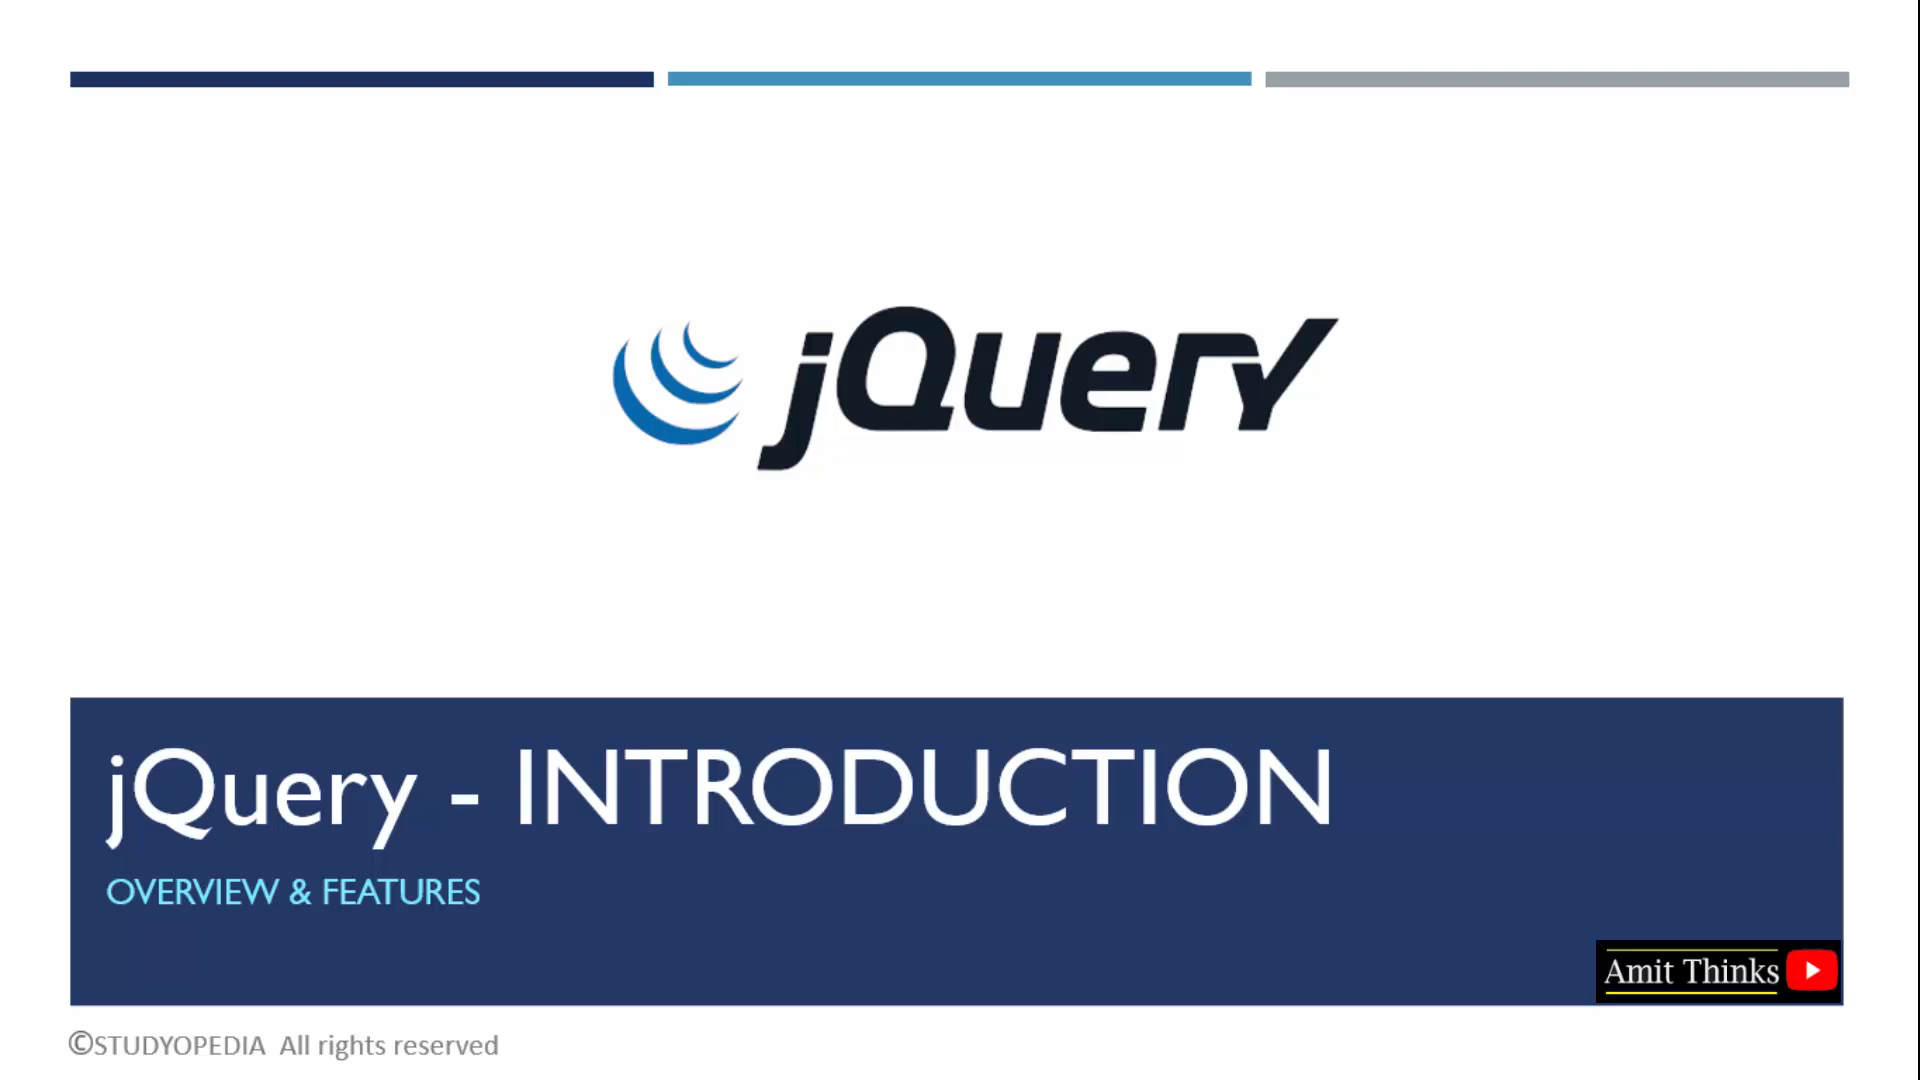 jQuery
jQuery - INTRODUCTION
OVERVIEW & FEATURES
Amit Thinks
©STUDYOPEDIA All rights reserved